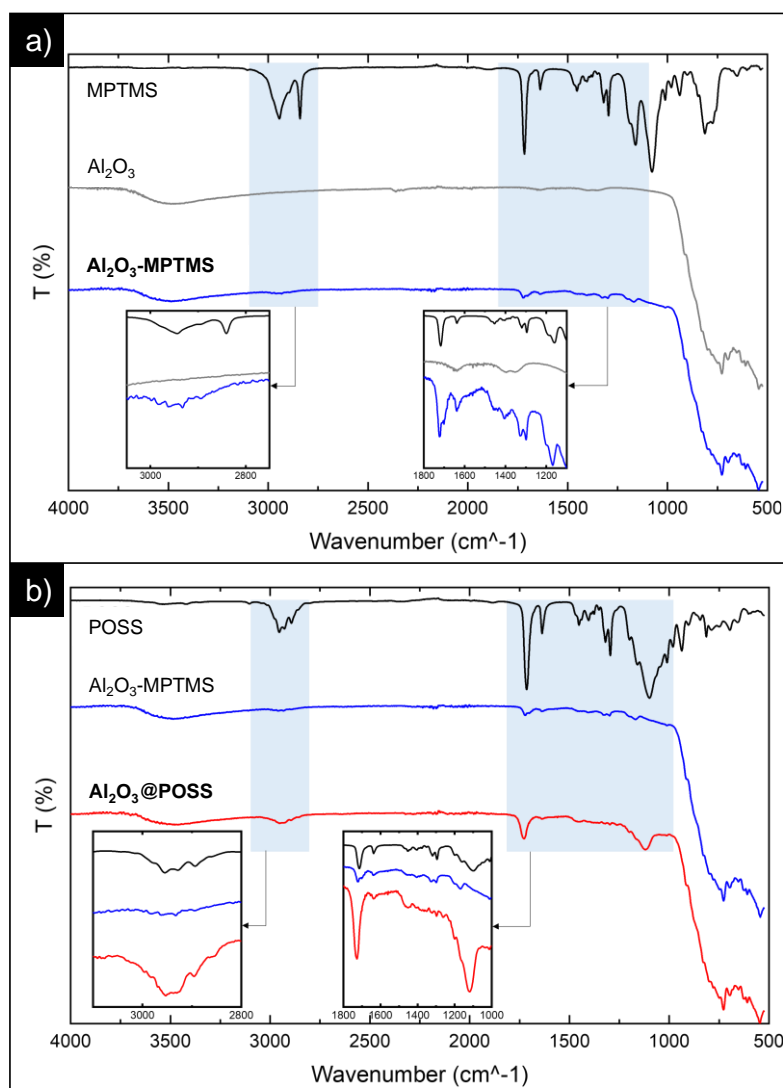 a)
MPTMS
Al₂O₃
Al₂O₃-MPTMS
T (%)
3000 2800
1800 1600 1400 1200
4000 3500 3000 2500 2000 1500 1000 500
Wavenumber (cm^-1)
b)
POSS
Al₂O₃-MPTMS
Al₂O₃@POSS
T (%)
3000 2800
1800 1600 1400 1200 1000
4000 3500 3000 2500 2000 1500 1000 500
Wavenumber (cm^-1)